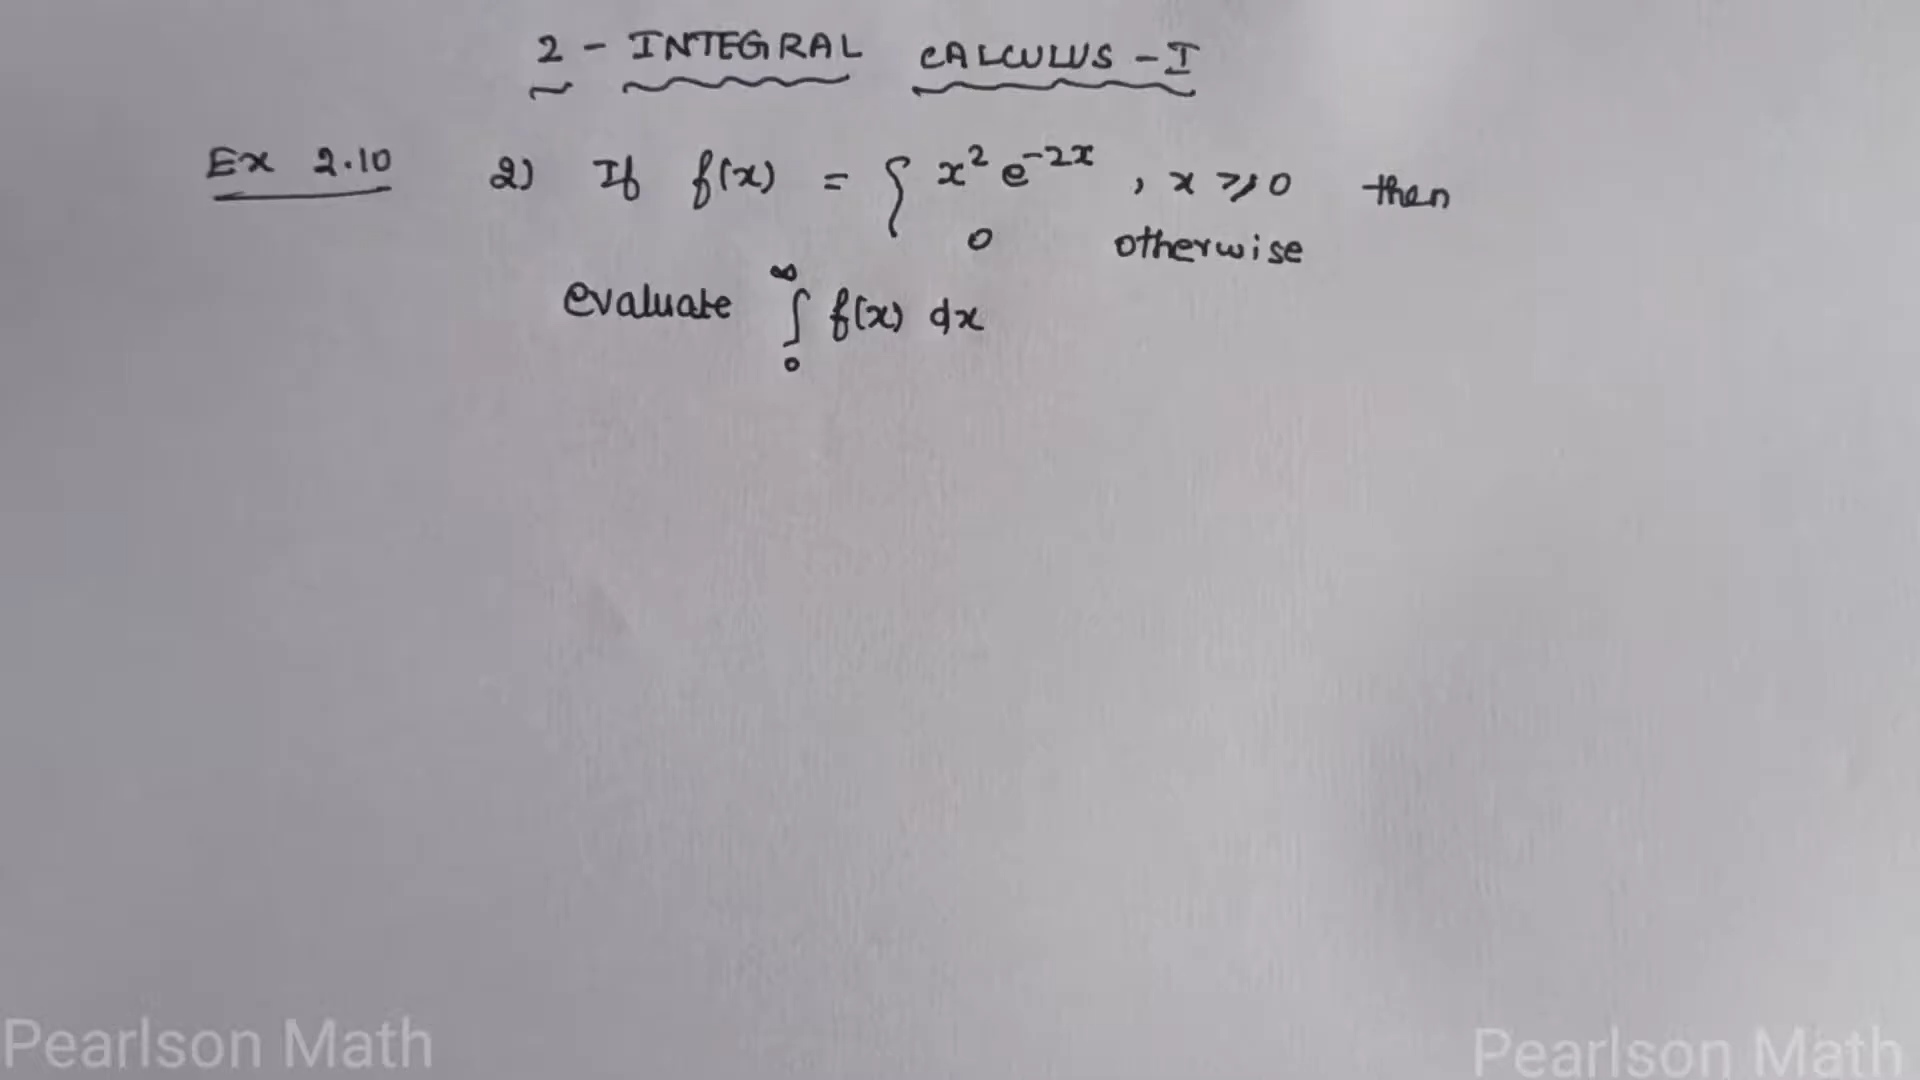 2 - INTEGRAL CALCULUS - I
Ex 2.10 2) If f(x) = { x² e^-2x , x ≥ 0 then
0 otherwise
evaluate ∫₀^∞ f(x) dx
Pearlson Math
Pearlson Math